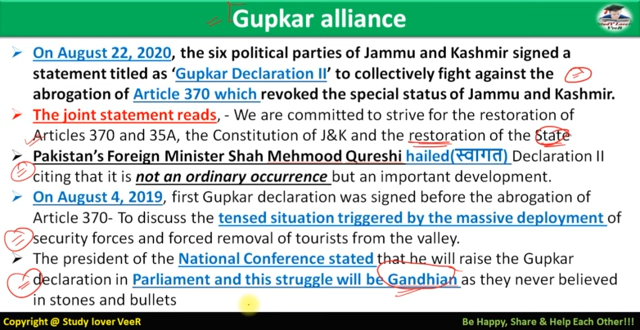 Gupkar alliance
➢ On August 22, 2020, the six political parties of Jammu and Kashmir signed a
statement titled as ‘Gupkar Declaration II’ to collectively fight against the
abrogation of Article 370 which revoked the special status of Jammu and Kashmir.
➢ The joint statement reads, - We are committed to strive for the restoration of
Articles 370 and 35A, the Constitution of J&K and the restoration of the State
➢ Pakistan's Foreign Minister Shah Mehmood Qureshi hailed(स्वागत) Declaration II
citing that it is not an ordinary occurrence but an important development.
➢ On August 4, 2019, first Gupkar declaration was signed before the abrogation of
Article 370- To discuss the tensed situation triggered by the massive deployment of
security forces and forced removal of tourists from the valley.
➢ The president of the National Conference stated that he will raise the Gupkar
declaration in Parliament and this struggle will be Gandhian as they never believed
in stones and bullets
Copyright @ Study lover VeeR
Be Happy, Share & Help Each Other!!!